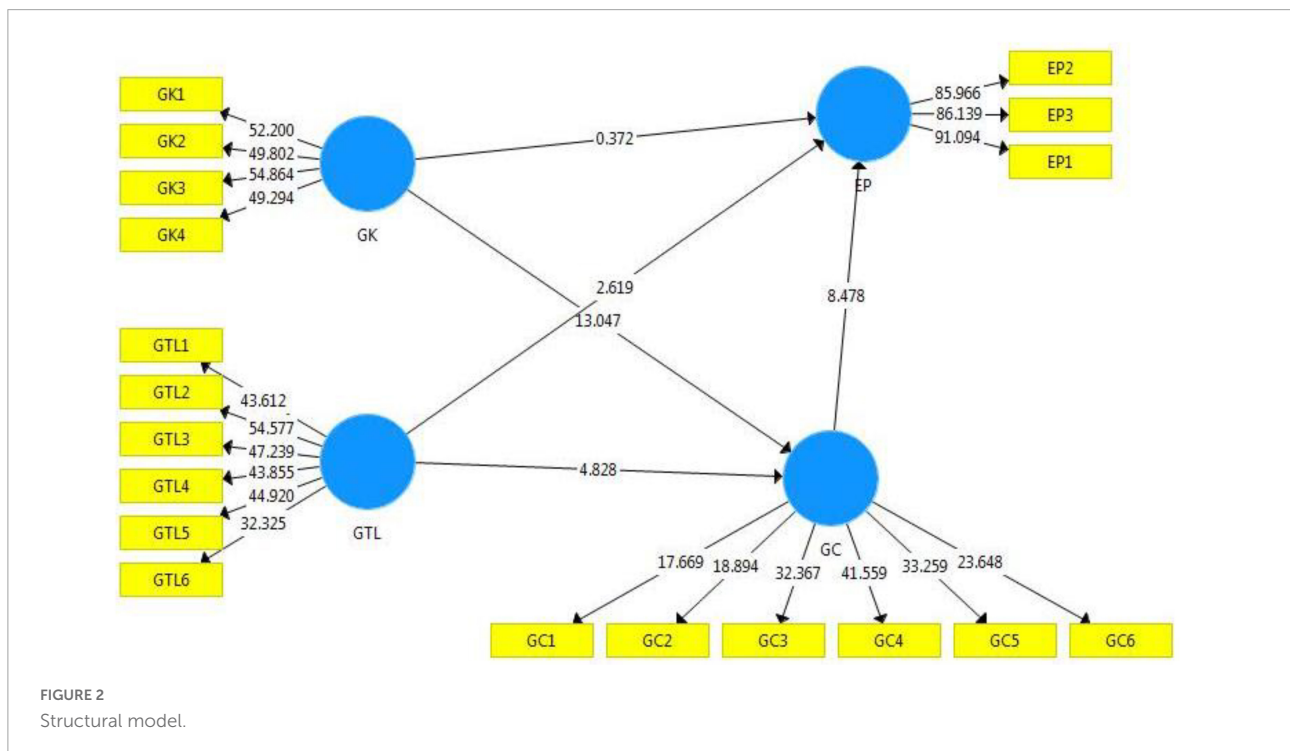 GK1
GK2
GK3
GK4
52.200
49.802
54.864
49.294
GK
0.372
EP
85.966
86.139
91.094
EP2
EP3
EP1
2.619
13.047
8.478
GTL1
GTL2
GTL3
GTL4
GTL5
GTL6
43.612
54.577
47.239
43.855
44.920
32.325
GTL
4.828
GC
17.669
18.894
32.367
41.559
33.259
23.648
GC1
GC2
GC3
GC4
GC5
GC6
FIGURE 2
Structural model.